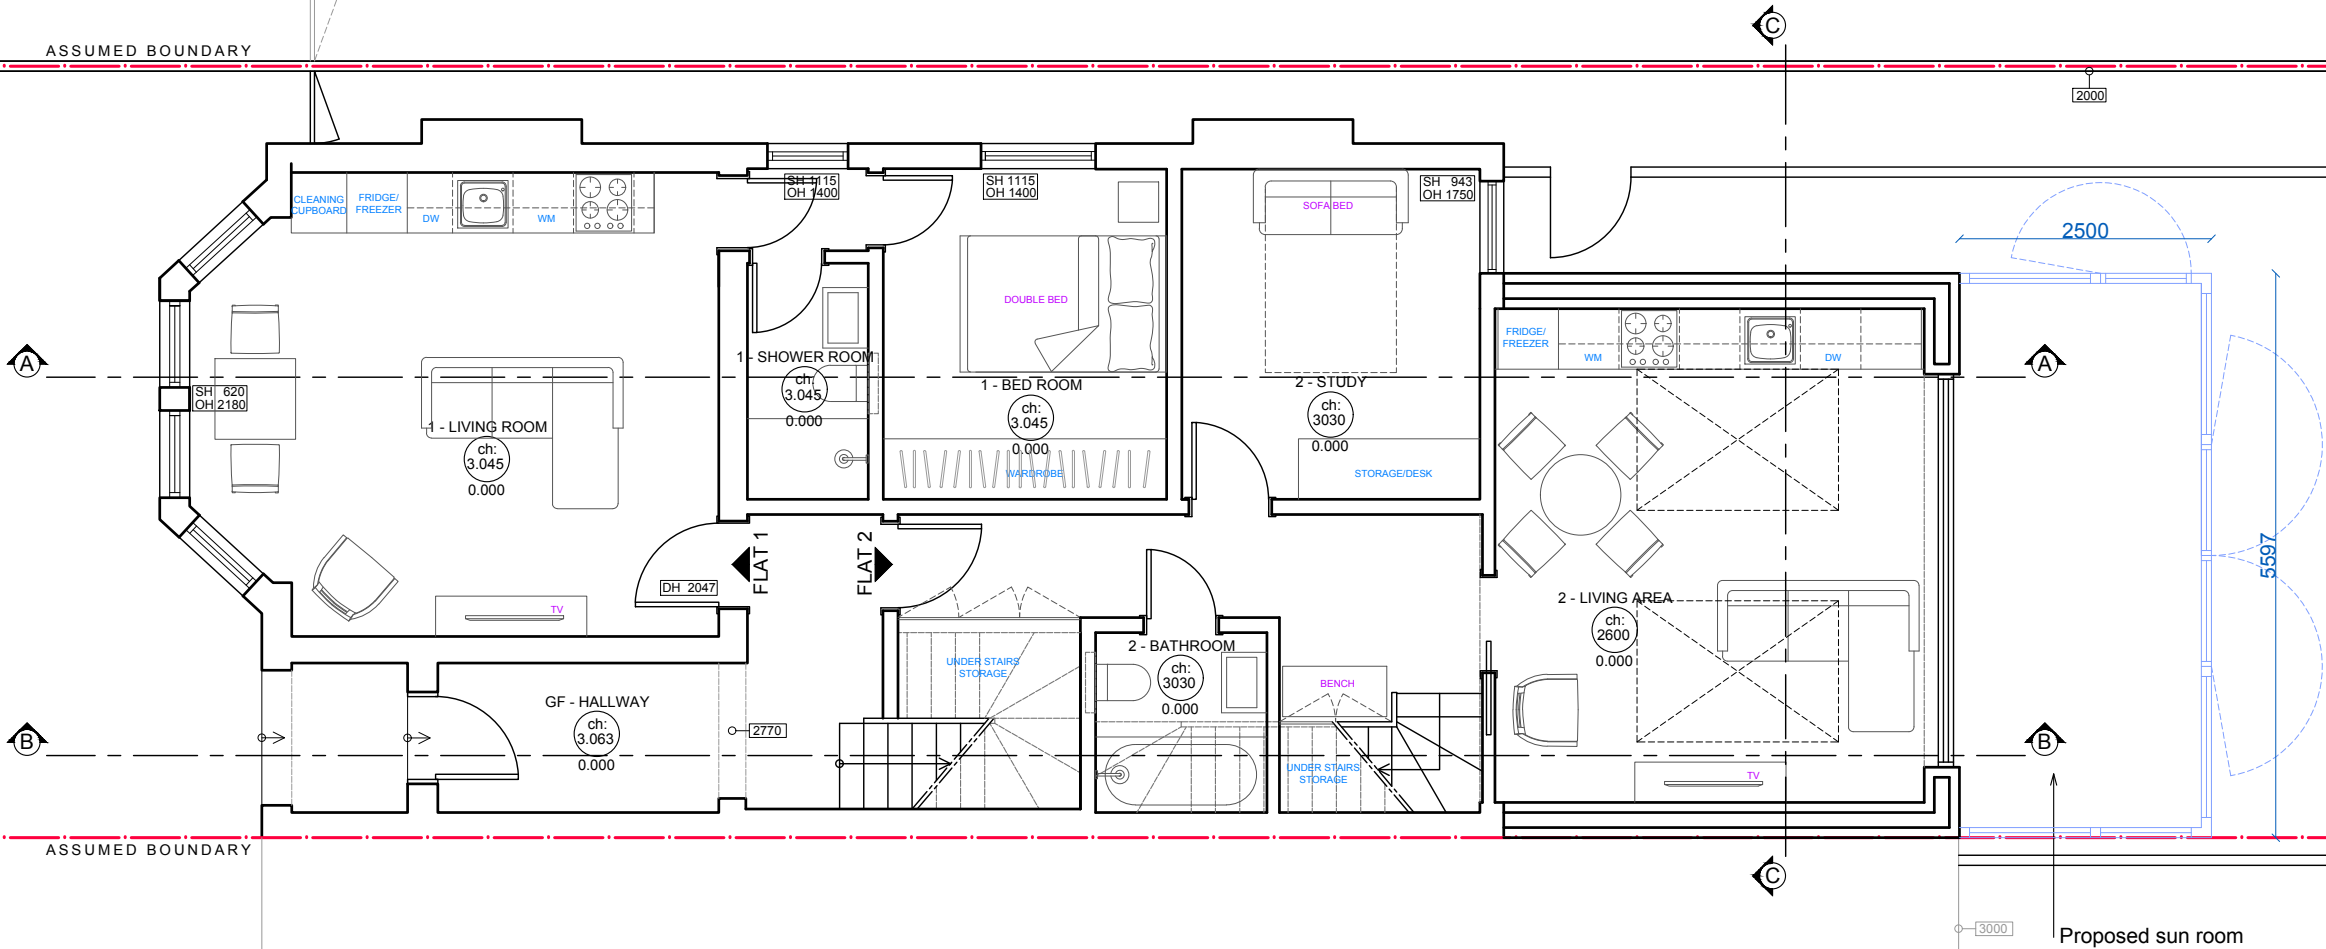 C
ASSUMED BOUNDARY
2000
CLEANING
CUPBOARD
FRIDGE/
FREEZER
DW
WM
SH 1115
OH 1400
SH 1115
OH 1400
SOFA BED
SH 943
OH 1750
2500
DOUBLE BED
FRIDGE/
FREEZER
WM
DW
A
A
SH 620
OH 2180
1 - LIVING ROOM
ch:
3.045
0.000
1 - SHOWER ROOM
ch:
3.045
0.000
1 - BED ROOM
ch:
3.045
0.000
WARDROBE
2 - STUDY
ch:
3030
0.000
STORAGE/DESK
5597
FLAT 1
FLAT 2
DH 2047
TV
2 - LIVING AREA
ch:
2600
0.000
UNDER STAIRS
STORAGE
2 - BATHROOM
ch:
3030
0.000
BENCH
GF - HALLWAY
ch:
3.063
0.000
2770
B
B
UNDER STAIRS
STORAGE
TV
ASSUMED BOUNDARY
C
3000
Proposed sun room